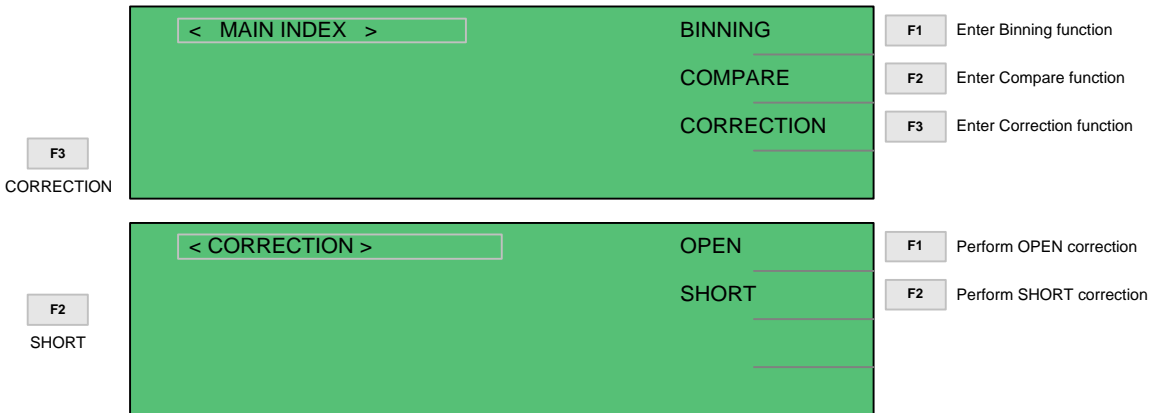 < MAIN INDEX >
BINNING
F1 Enter Binning function
COMPARE
F2 Enter Compare function
CORRECTION
F3 Enter Correction function
F3
CORRECTION
< CORRECTION >
OPEN
F1 Perform OPEN correction
SHORT
F2 Perform SHORT correction
F2
SHORT